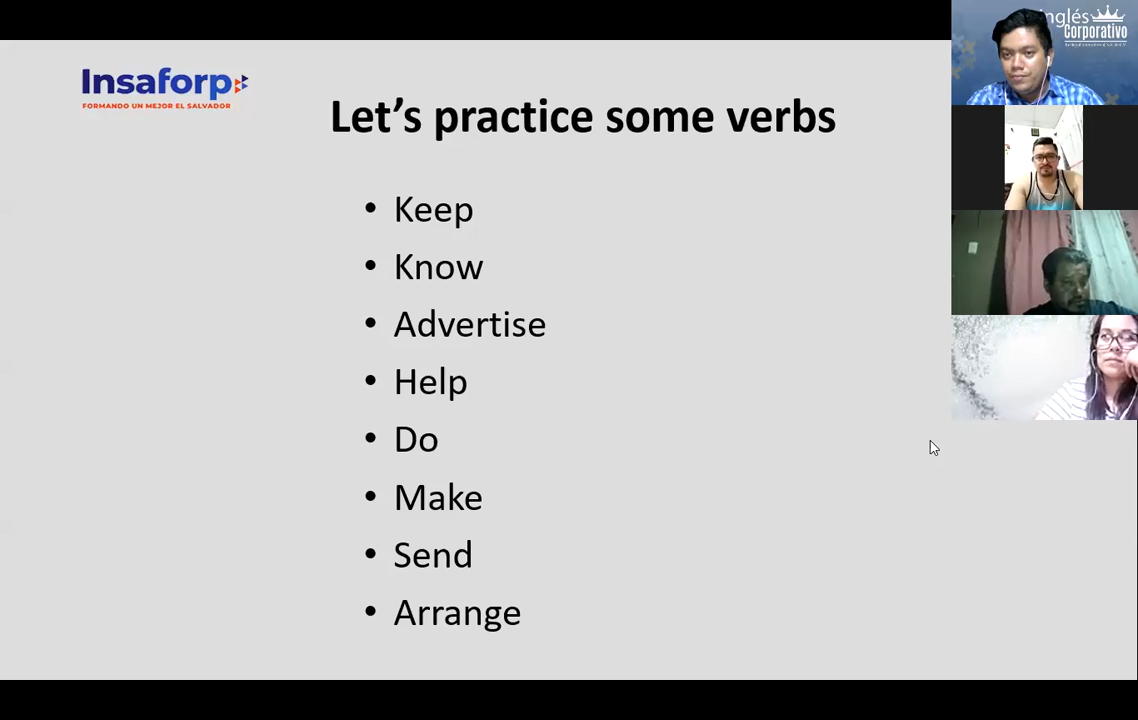 Insaforp
FORMANDO UN MEJOR EL SALVADOR
Let's practice some verbs
• Keep
• Know
• Advertise
• Help
• Do
• Make
• Send
• Arrange
Inglés
Corporativo